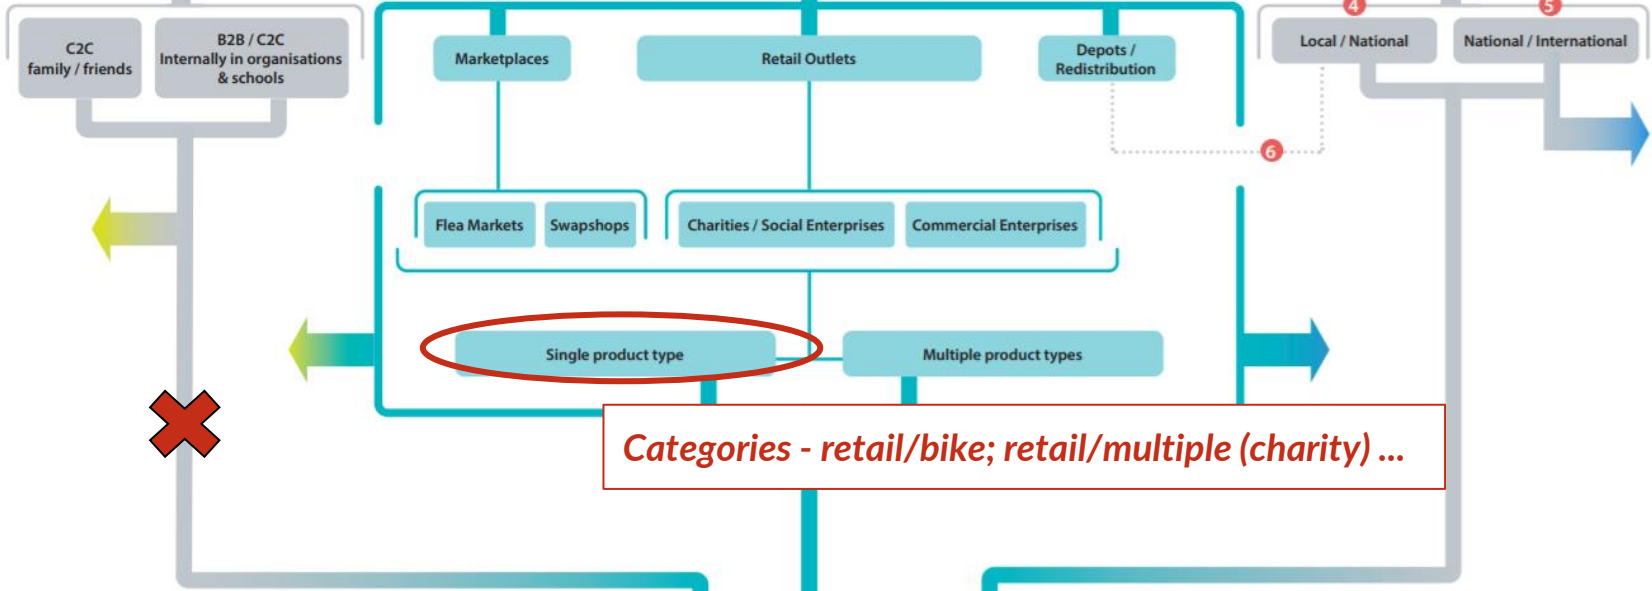 4
5
C2C
family / friends
B2B / C2C
Internally in organisations
& schools
Marketplaces
Retail Outlets
Depots /
Redistribution
Local / National
National / International
6
Flea Markets
Swapshops
Charities / Social Enterprises
Commercial Enterprises
Single product type
Multiple product types
Categories - retail/bike; retail/multiple (charity) ...